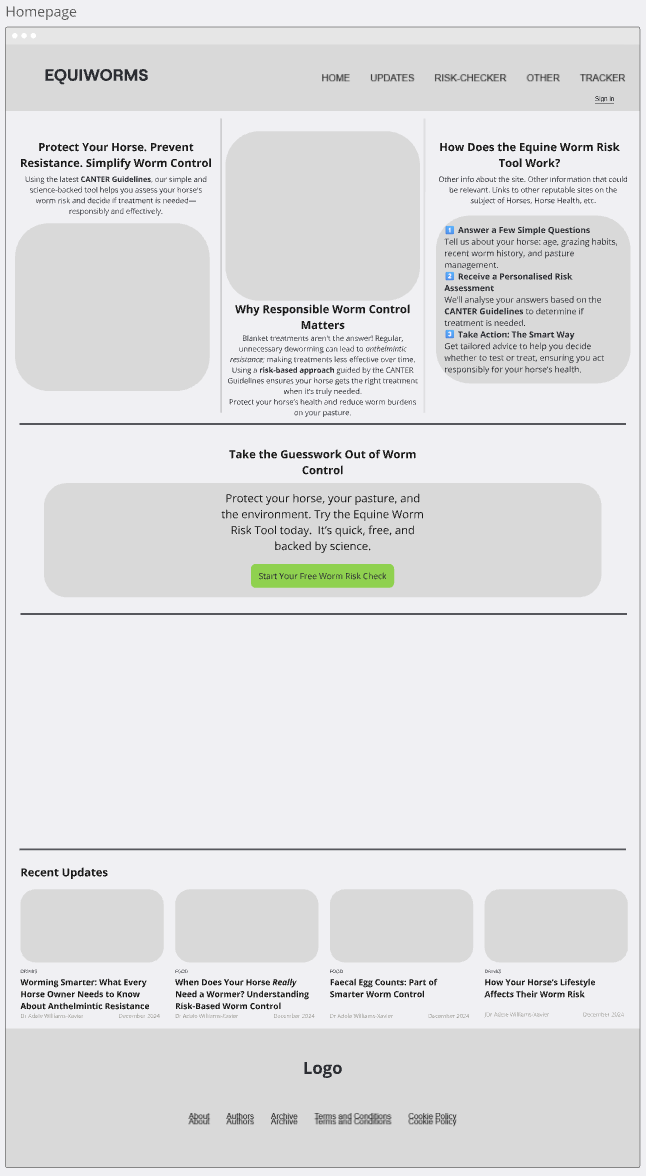 Homepage
EQUIWORMS
HOME UPDATES RISK-CHECKER OTHER TRACKER
Sign in
Protect Your Horse. Prevent
Resistance. Simplify Worm Control
Using the latest CANTER Guidelines, our simple and
science-backed tool helps you assess your horse's
worm risk and decide if treatment is needed—
responsibly and effectively.
Why Responsible Worm Control
Matters
Blanket treatments aren't the answer! Regular,
unnecessary deworming can lead to anthelmintic
resistance; making treatments less effective over time.
Using a risk-based approach guided by the CANTER
Guidelines ensures your horse gets the right treatment
when it's truly needed.
Protect your horse's health and reduce worm burdens
on your pasture.
How Does the Equine Worm Risk
Tool Work?
Other info about the site. Other information that could
be relevant. Links to other reputable sites on the
subject of Horses, Horse Health, etc.
1 Answer a Few Simple Questions
Tell us about your horse: age, grazing habits,
recent worm history, and pasture
management.
2 Receive a Personalised Risk
Assessment
We'll analyse your answers based on the
CANTER Guidelines to determine if
treatment is needed.
3 Take Action: The Smart Way
Get tailored advice to help you decide
whether to test or treat, ensuring you act
responsibly for your horse's health.
Take the Guesswork Out of Worm
Control
Protect your horse, your pasture, and
the environment. Try the Equine Worm
Risk Tool today. It's quick, free, and
backed by science.
Start Your Free Worm Risk Check
Recent Updates
DRINKS
Worming Smarter: What Every
Horse Owner Needs to Know
About Anthelmintic Resistance
Dr Adele Williams-Xavier December 2024
FOOD
When Does Your Horse Really
Need a Wormer? Understanding
Risk-Based Worm Control
Dr Adele Williams-Xavier December 2024
FOOD
Faecal Egg Counts: Part of
Smarter Worm Control
Dr Adele Williams-Xavier December 2024
DRINKS
How Your Horse's Lifestyle
Affects Their Worm Risk
Dr Adele Williams-Xavier December 2024
Logo
About Authors Archive Terms and Conditions Cookie Policy
About Authors Archive Terms and Conditions Cookie Policy